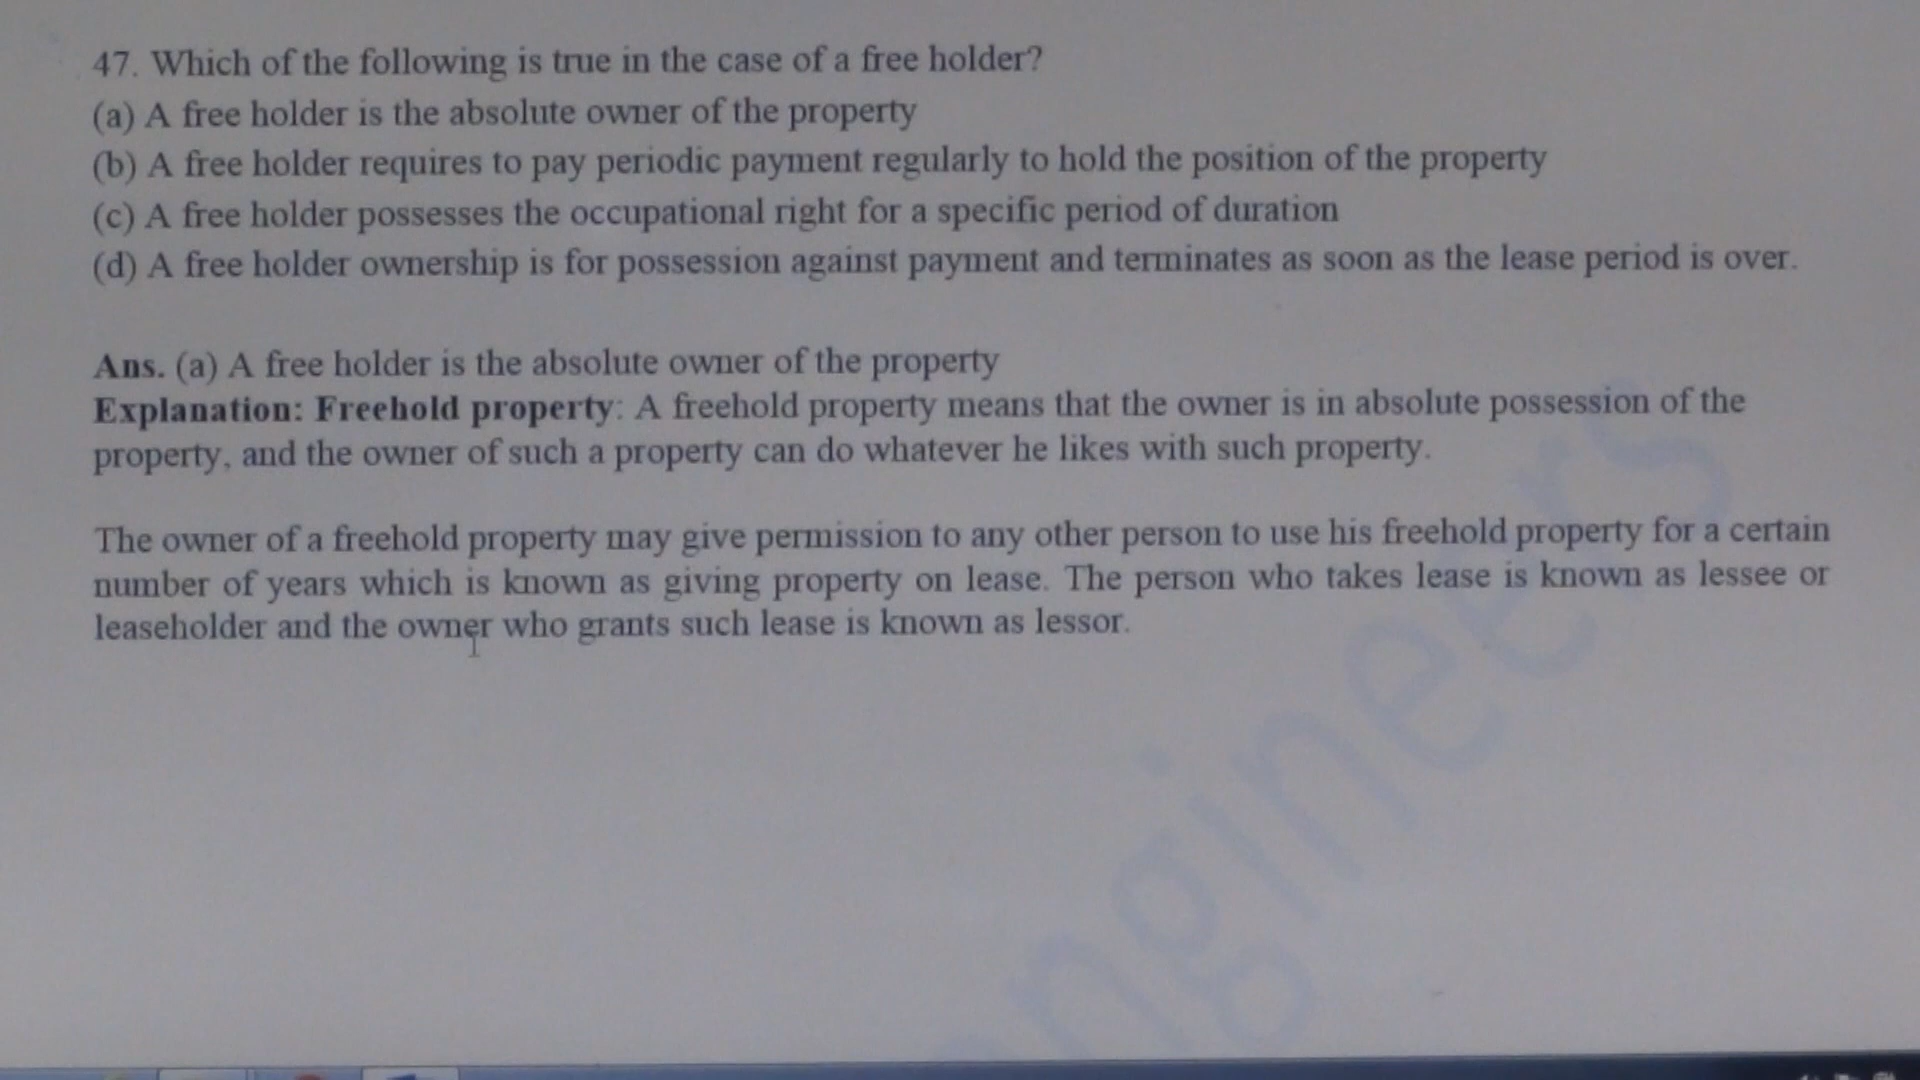 47. Which of the following is true in the case of a free holder?
(a) A free holder is the absolute owner of the property
(b) A free holder requires to pay periodic payment regularly to hold the position of the property
(c) A free holder possesses the occupational right for a specific period of duration
(d) A free holder ownership is for possession against payment and terminates as soon as the lease period is over.
Ans. (a) A free holder is the absolute owner of the property
Explanation: Freehold property: A freehold property means that the owner is in absolute possession of the
property, and the owner of such a property can do whatever he likes with such property.
The owner of a freehold property may give permission to any other person to use his freehold property for a certain
number of years which is known as giving property on lease. The person who takes lease is known as lessee or
leaseholder and the owner who grants such lease is known as lessor.
ngineers